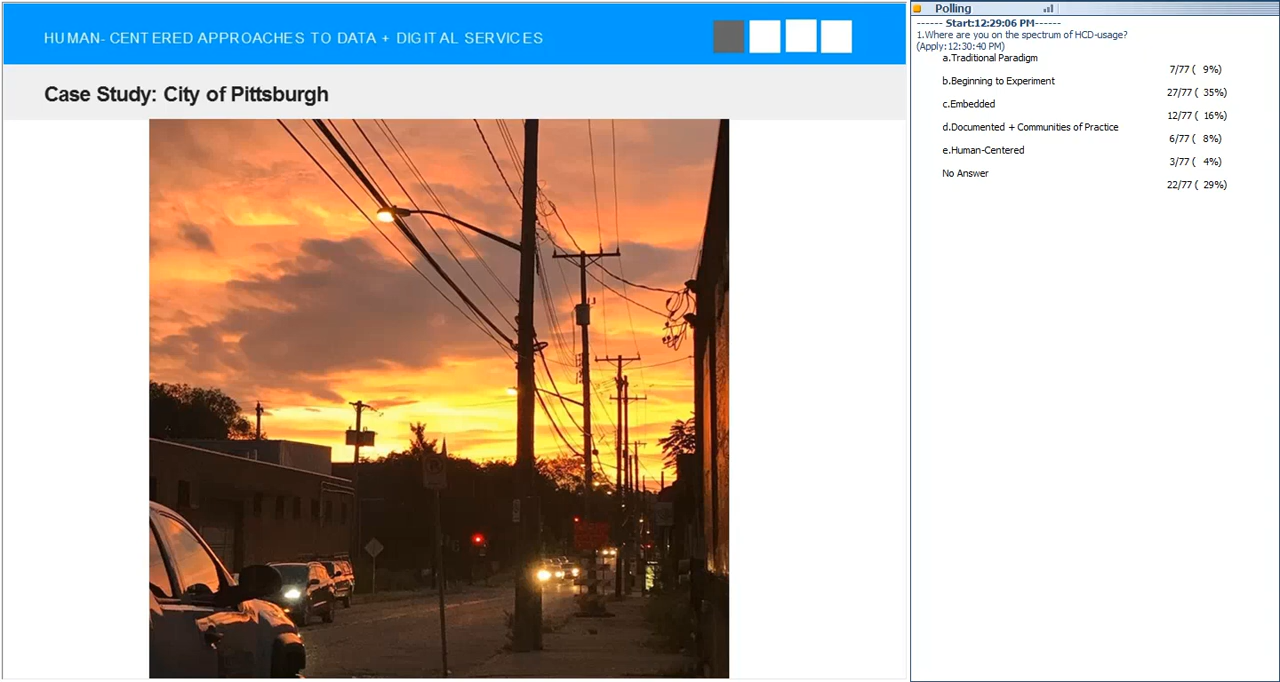 HUMAN-CENTERED APPROACHES TO DATA + DIGITAL SERVICES
Case Study: City of Pittsburgh
Polling
------ Start:12:29:06 PM------
1.Where are you on the spectrum of HCD-usage?
(Apply:12:30:40 PM)
a.Traditional Paradigm
7/77 ( 9%)
b.Beginning to Experiment
27/77 ( 35%)
c.Embedded
12/77 ( 16%)
d.Documented + Communities of Practice
6/77 ( 8%)
e.Human-Centered
3/77 ( 4%)
No Answer
22/77 ( 29%)